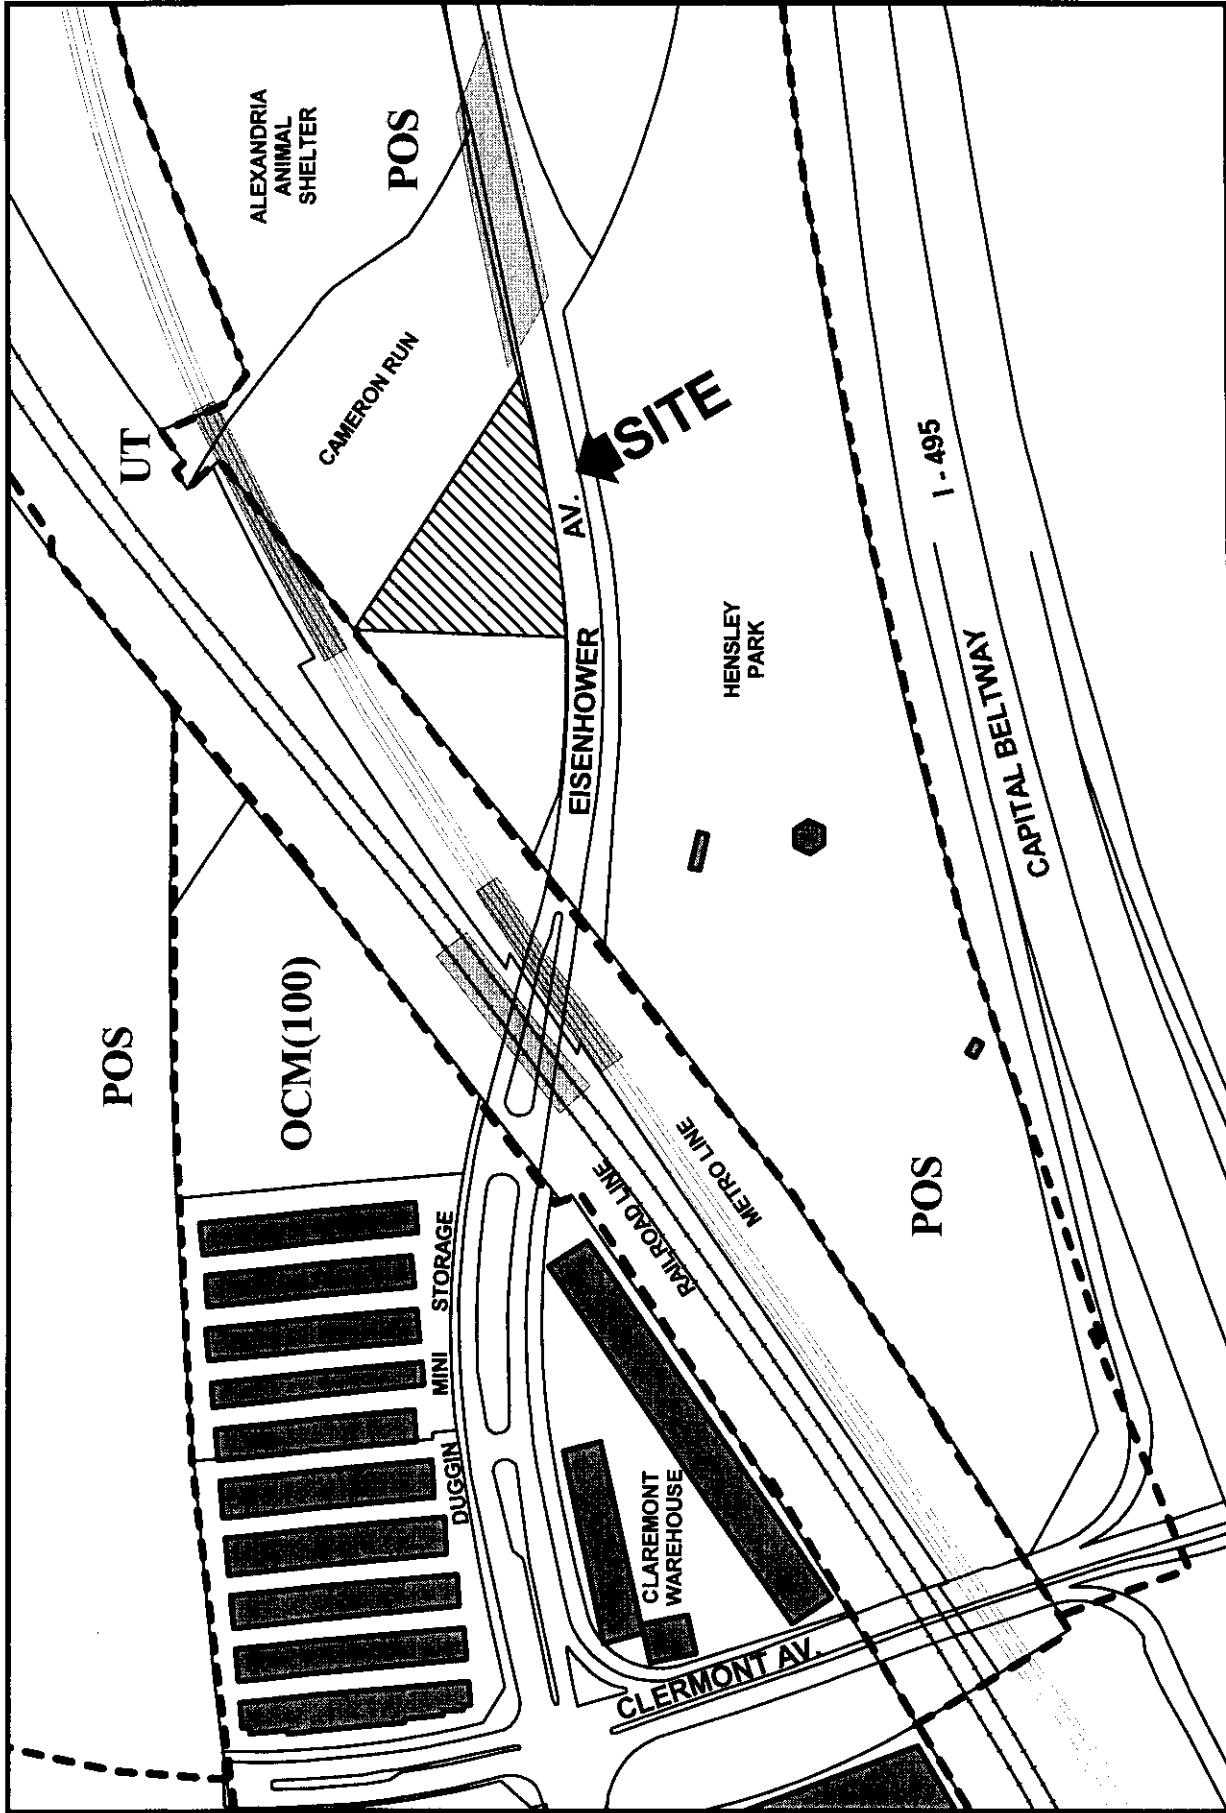 ALEXANDRIA
ANIMAL
SHELTER
POS
UT
CAMERON RUN
SITE
EISENHOWER AV.
I - 495
HENSLEY
PARK
CAPITAL BELTWAY
POS
OCM(100)
RAILROAD LINE
METRO LINE
POS
DUGGIN MINI STORAGE
CLAREMONT
WAREHOUSE
CLERMONT AV.